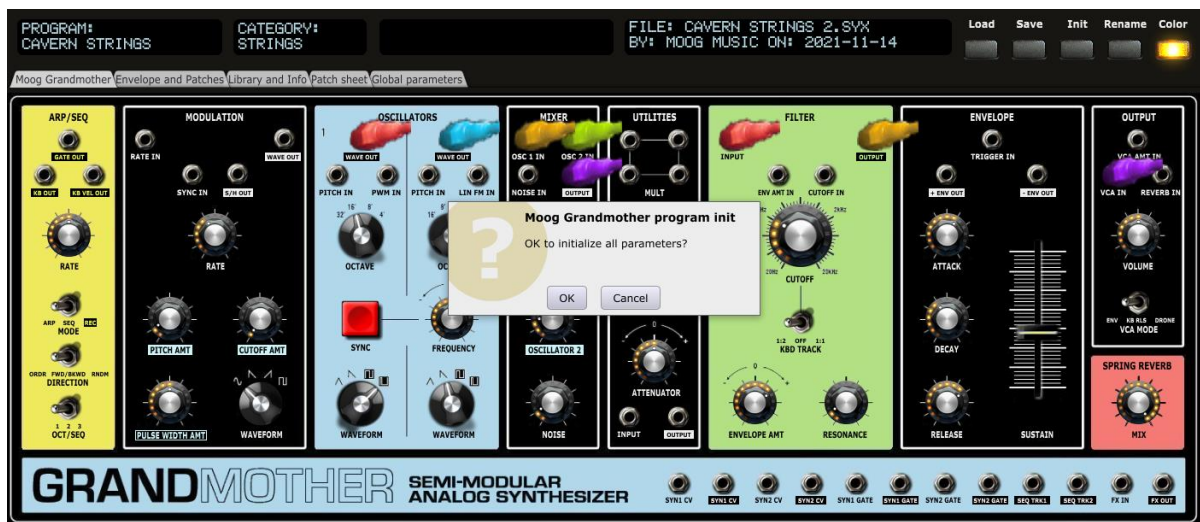 PROGRAM:
CAVERN STRINGS
CATEGORY:
STRINGS
FILE: CAVERN STRINGS 2.SYX
BY: MOOG MUSIC ON: 2021-11-14
Load Save Init Rename Color
Moog Grandmother Envelope and Patches Library and Info Patch sheet Global parameters
ARP/SEQ
GATE OUT
KB OUT KB VEL OUT
RATE
ARP SEQ REC
MODE
ORDR FWD/BKWD RNDM
DIRECTION
1 2 3
OCT/SEQ
MODULATION
RATE IN WAVE OUT
SYNC IN S/H OUT
RATE
PITCH AMT CUTOFF AMT
PULSE WIDTH AMT WAVEFORM
OSCILLATORS
1
WAVE OUT WAVE OUT
PITCH IN PWM IN PITCH IN LIN FM IN
32' 16' 8' 4' 16'
OCTAVE
SYNC FREQUENCY
WAVEFORM WAVEFORM
MIXER
OSC 1 IN OSC 2 IN
NOISE IN OUTPUT
OSCILLATOR 2
NOISE
UTILITIES
MULT
0
- +
ATTENUATOR
INPUT OUTPUT
FILTER
INPUT OUTPUT
ENV AMT IN CUTOFF IN
2kHz
20Hz 20kHz
CUTOFF
1:2 OFF 1:1
KBD TRACK
0
- +
ENVELOPE AMT RESONANCE
ENVELOPE
TRIGGER IN
+ ENV OUT - ENV OUT
ATTACK
DECAY
RELEASE SUSTAIN
OUTPUT
VCA AMT IN
VCA IN REVERB IN
VOLUME
ENV KB RLS DRONE
VCA MODE
SPRING REVERB
MIX
Moog Grandmother program init
?
OK to initialize all parameters?
OK Cancel
GRANDMOTHER
SEMI-MODULAR
ANALOG SYNTHESIZER
SYN1 CV SYN1 CV SYN2 CV SYN2 CV SYN1 GATE SYN1 GATE SYN2 GATE SYN2 GATE SEQ TRK1 SEQ TRK2 FX IN FX OUT